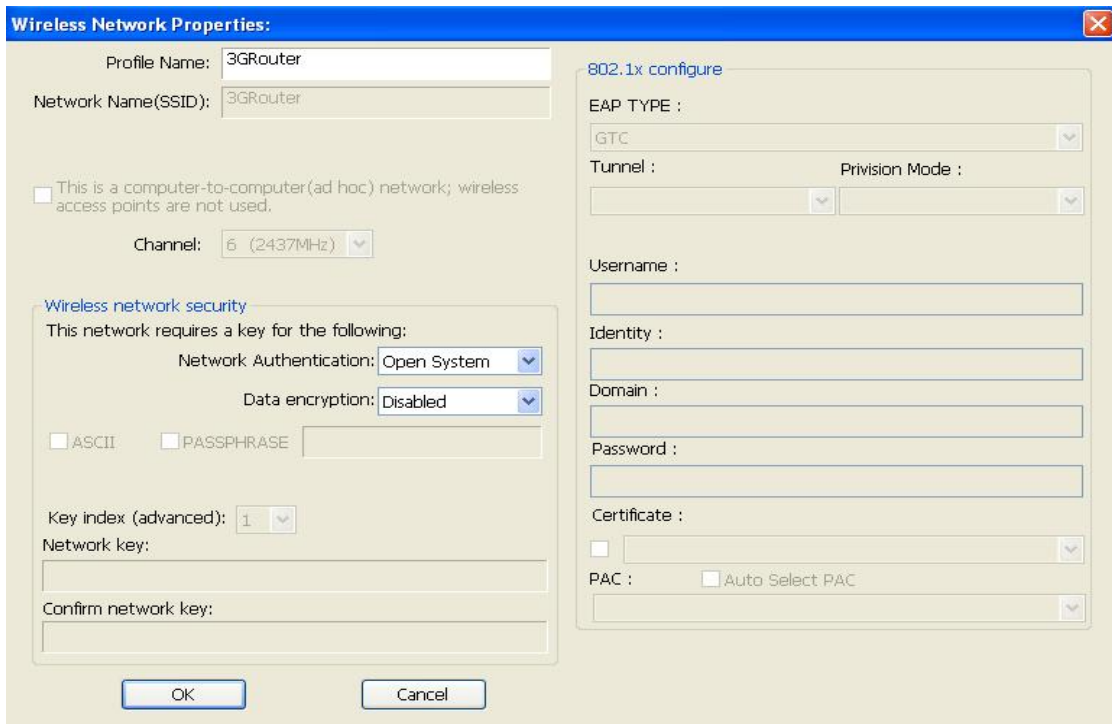 Wireless Network Properties:
Profile Name: 3GRouter
Network Name(SSID): 3GRouter
This is a computer-to-computer(ad hoc) network; wireless
access points are not used.
Channel: 6 (2437MHz)
Wireless network security
This network requires a key for the following:
Network Authentication: Open System
Data encryption: Disabled
ASCII PASSPHRASE
Key index (advanced): 1
Network key:
Confirm network key:
OK Cancel
802.1x configure
EAP TYPE :
GTC
Tunnel : Privision Mode :
Username :
Identity :
Domain :
Password :
Certificate :
PAC : Auto Select PAC